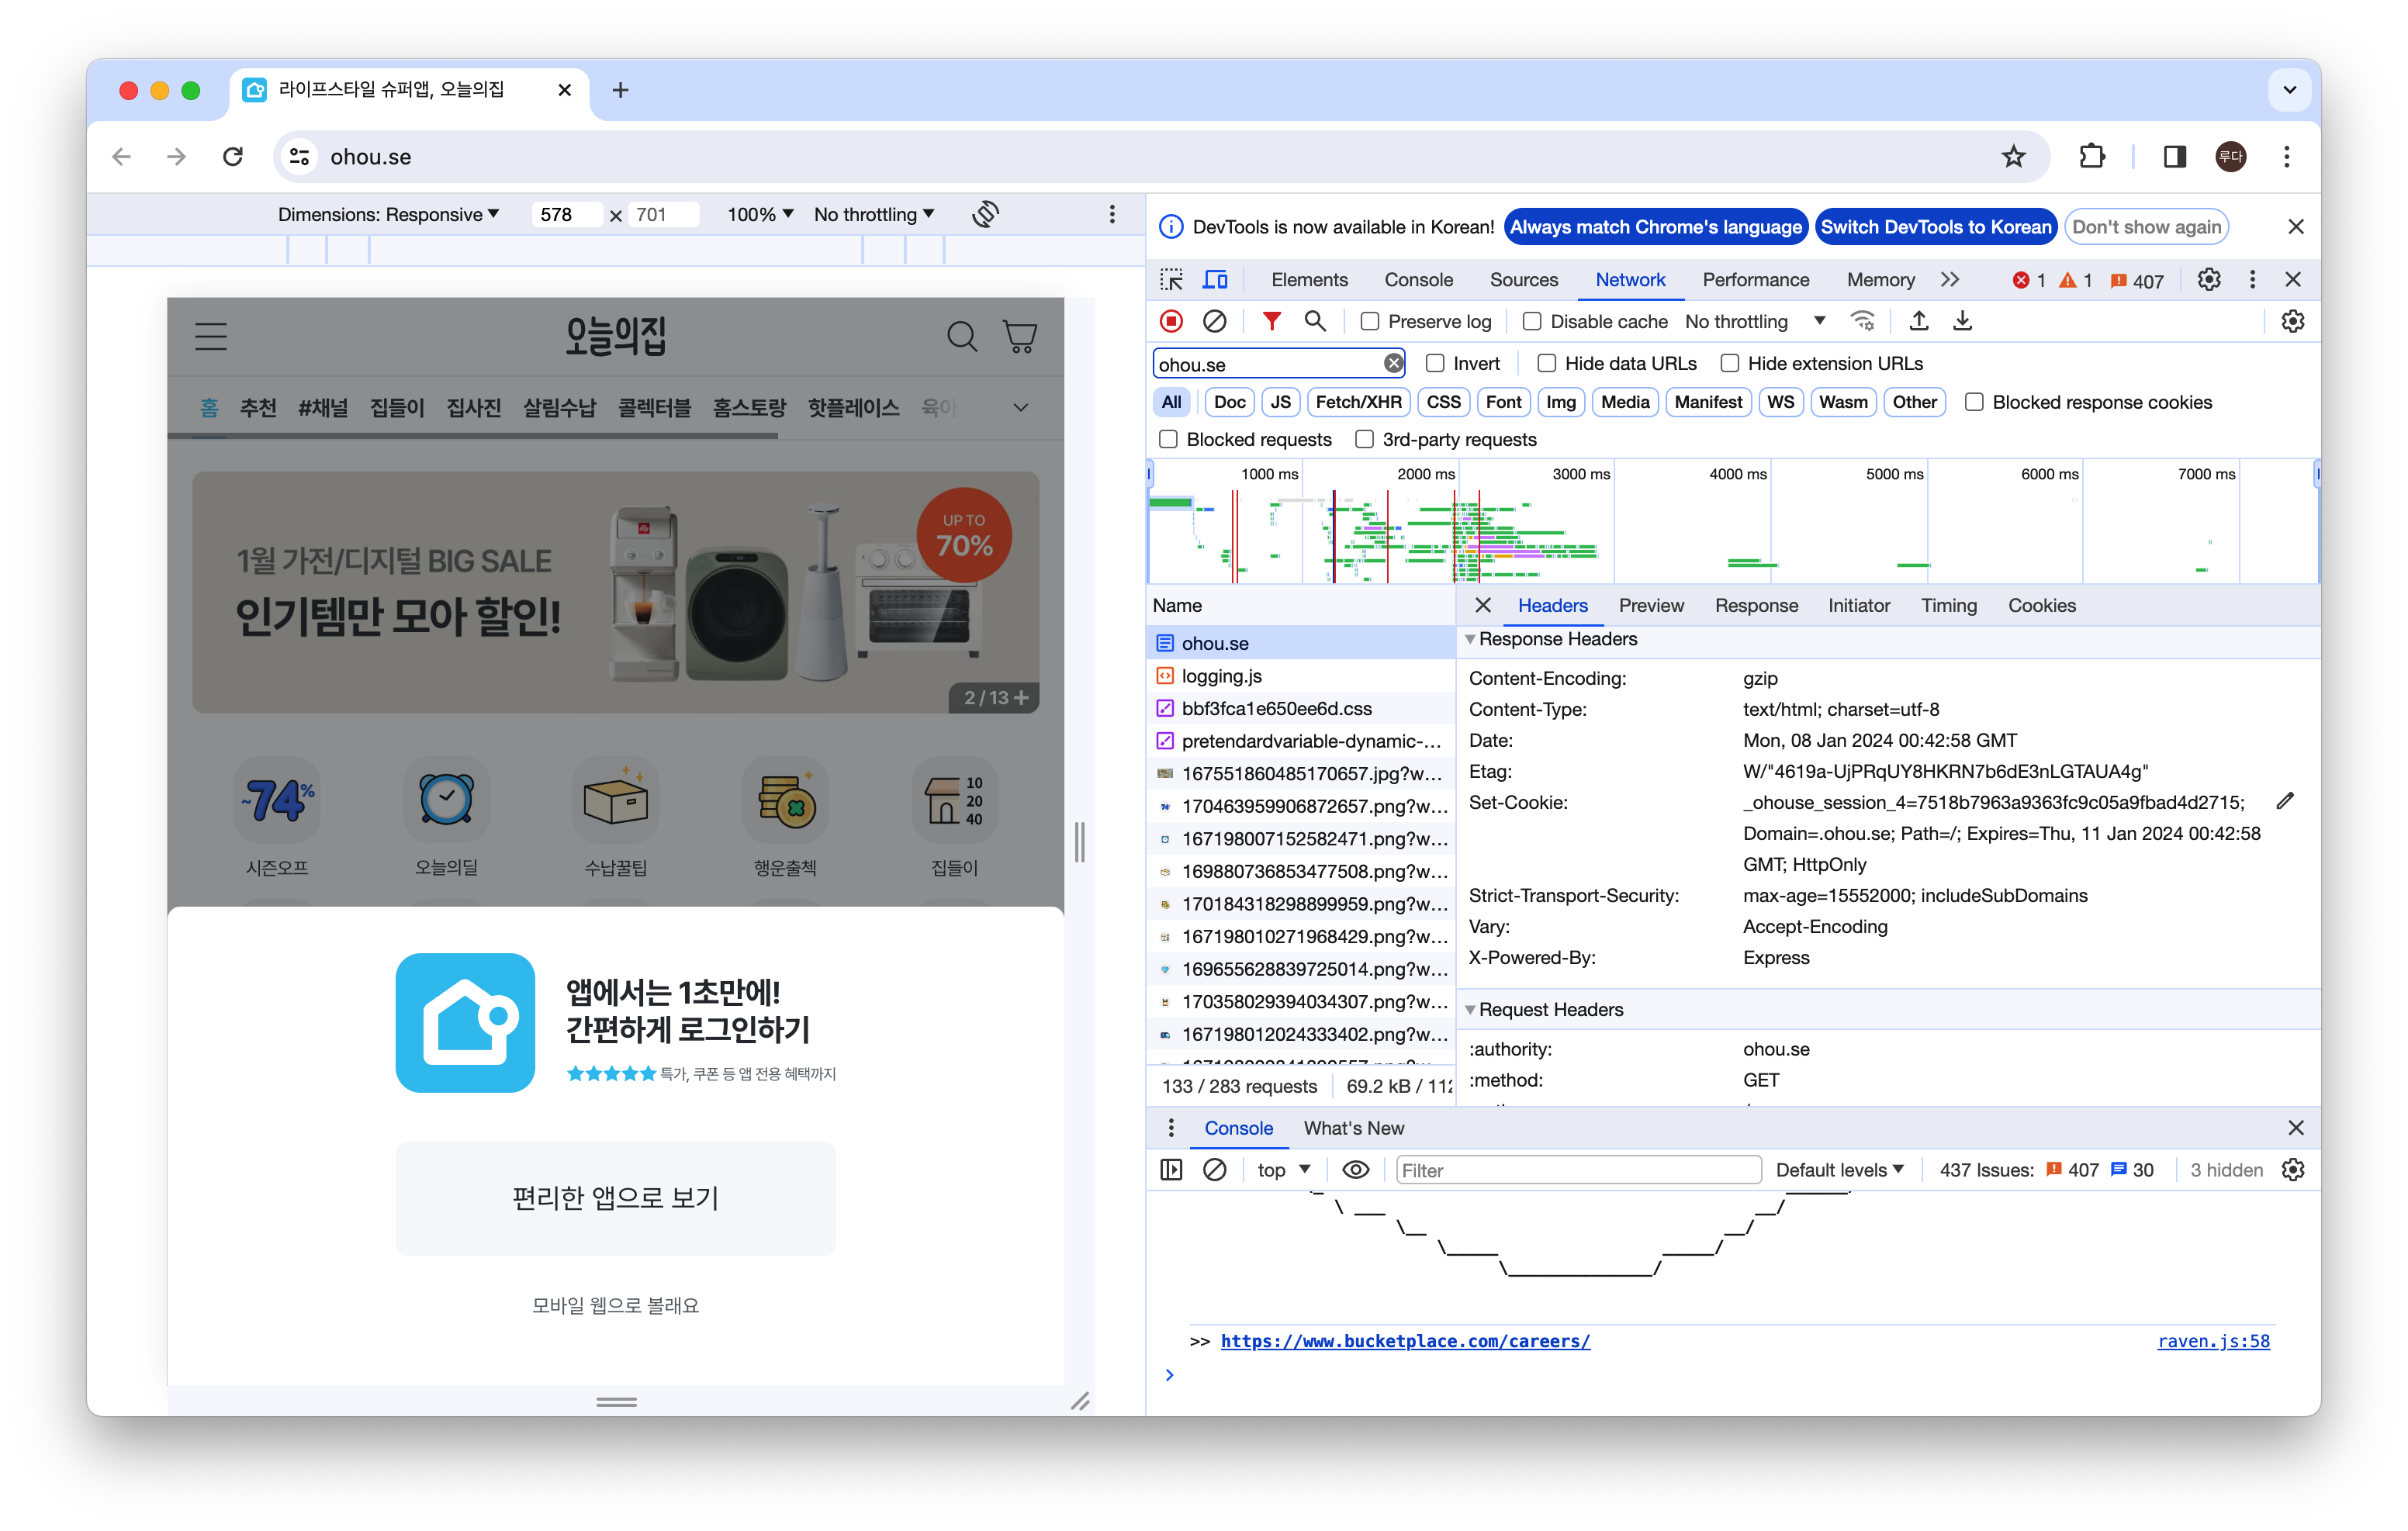 라이프스타일 슈퍼앱, 오늘의집
ohou.se
루다
Dimensions: Responsive
578 × 701
100%
No throttling
오늘의집
홈 추천 #채널 집들이 집사진 살림수납 콜렉터블 홈스토랑 핫플레이스 육아
1월 가전/디지털 BIG SALE
인기템만 모아 할인!
UP TO
70%
2 / 13 +
~74%
10
20
40
시즌오프 오늘의딜 수납꿀팁 행운출첵 집들이
앱에서는 1초만에!
간편하게 로그인하기
특가, 쿠폰 등 앱 전용 혜택까지
편리한 앱으로 보기
모바일 웹으로 볼래요
DevTools is now available in Korean! Always match Chrome's language Switch DevTools to Korean Don't show again
Elements Console Sources Network Performance Memory 1 1 407
Preserve log Disable cache No throttling
ohou.se Invert Hide data URLs Hide extension URLs
All Doc JS Fetch/XHR CSS Font Img Media Manifest WS Wasm Other Blocked response cookies
Blocked requests 3rd-party requests
1000 ms 2000 ms 3000 ms 4000 ms 5000 ms 6000 ms 7000 ms
Name
ohou.se
logging.js
bbf3fca1e650ee6d.css
pretendardvariable-dynamic-...
167551860485170657.jpg?w...
170463959906872657.png?w...
167198007152582471.png?w...
169880736853477508.png?w...
170184318298899959.png?w...
167198010271968429.png?w...
169655628839725014.png?w...
170358029394034307.png?w...
167198012024333402.png?w...
133 / 283 requests 69.2 kB / 112
Headers Preview Response Initiator Timing Cookies
Response Headers
Content-Encoding: gzip
Content-Type: text/html; charset=utf-8
Date: Mon, 08 Jan 2024 00:42:58 GMT
Etag: W/"4619a-UjPRqUY8HKRN7b6dE3nLGTAUA4g"
Set-Cookie: _ohouse_session_4=7518b7963a9363fc9c05a9fbad4d2715;
Domain=.ohou.se; Path=/; Expires=Thu, 11 Jan 2024 00:42:58
GMT; HttpOnly
Strict-Transport-Security: max-age=15552000; includeSubDomains
Vary: Accept-Encoding
X-Powered-By: Express
Request Headers
:authority: ohou.se
:method: GET
Console What's New
top Filter Default levels 437 Issues: 407 30 3 hidden
>> https://www.bucketplace.com/careers/ raven.js:58